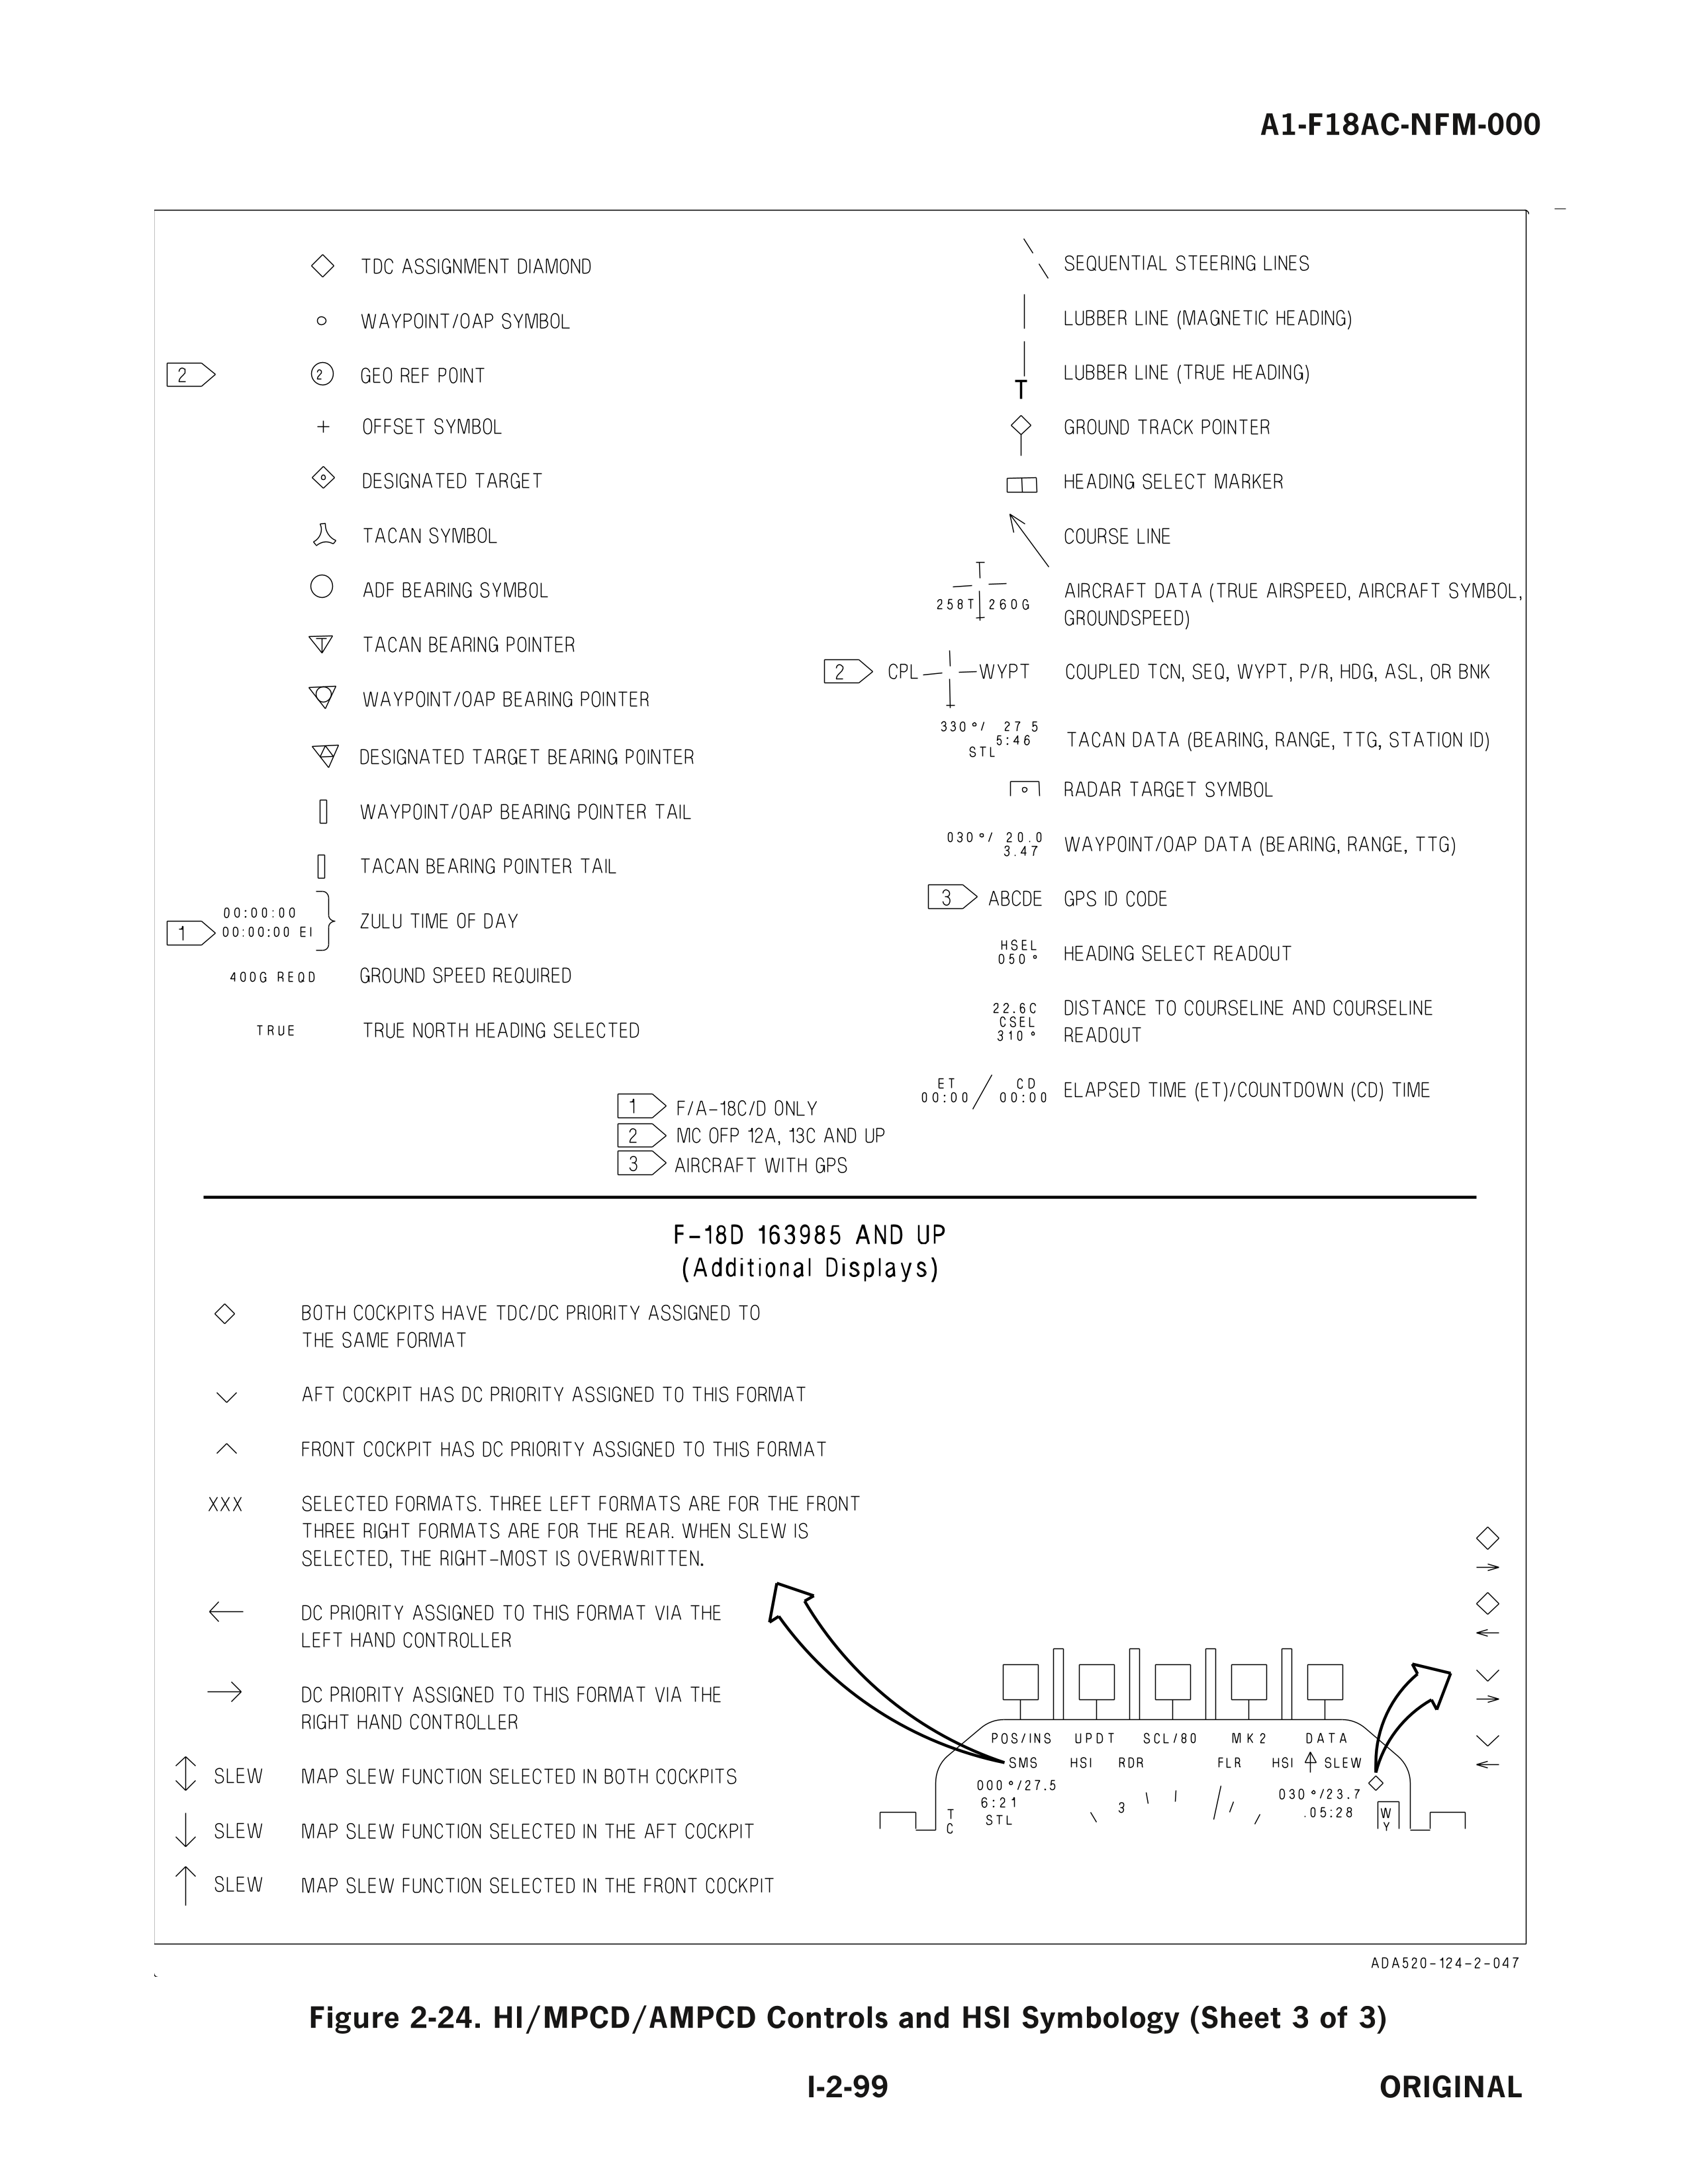 A1-F18AC-NFM-000
TDC ASSIGNMENT DIAMOND
WAYPOINT/OAP SYMBOL
2
2
GEO REF POINT
OFFSET SYMBOL
DESIGNATED TARGET
TACAN SYMBOL
ADF BEARING SYMBOL
T
TACAN BEARING POINTER
WAYPOINT/OAP BEARING POINTER
DESIGNATED TARGET BEARING POINTER
WAYPOINT/OAP BEARING POINTER TAIL
TACAN BEARING POINTER TAIL
00:00:00
1
00:00:00 EI
ZULU TIME OF DAY
400G REQD
GROUND SPEED REQUIRED
TRUE
TRUE NORTH HEADING SELECTED
SEQUENTIAL STEERING LINES
LUBBER LINE (MAGNETIC HEADING)
LUBBER LINE (TRUE HEADING)
T
GROUND TRACK POINTER
HEADING SELECT MARKER
COURSE LINE
T
258T 260G
AIRCRAFT DATA (TRUE AIRSPEED, AIRCRAFT SYMBOL,
GROUNDSPEED)
2
CPL WYPT
COUPLED TCN, SEQ, WYPT, P/R, HDG, ASL, OR BNK
330°/ 27 5
5:46
STL
TACAN DATA (BEARING, RANGE, TTG, STATION ID)
RADAR TARGET SYMBOL
030°/ 20.0
3.47
WAYPOINT/OAP DATA (BEARING, RANGE, TTG)
3
ABCDE
GPS ID CODE
HSEL
050°
HEADING SELECT READOUT
22.6C
CSEL
310°
DISTANCE TO COURSELINE AND COURSELINE
READOUT
ET / CD
00:00 00:00
ELAPSED TIME (ET)/COUNTDOWN (CD) TIME
1 F/A-18C/D ONLY
2 MC OFP 12A, 13C AND UP
3 AIRCRAFT WITH GPS
F-18D 163985 AND UP
(Additional Displays)
BOTH COCKPITS HAVE TDC/DC PRIORITY ASSIGNED TO
THE SAME FORMAT
AFT COCKPIT HAS DC PRIORITY ASSIGNED TO THIS FORMAT
FRONT COCKPIT HAS DC PRIORITY ASSIGNED TO THIS FORMAT
XXX
SELECTED FORMATS. THREE LEFT FORMATS ARE FOR THE FRONT
THREE RIGHT FORMATS ARE FOR THE REAR. WHEN SLEW IS
SELECTED, THE RIGHT-MOST IS OVERWRITTEN.
← DC PRIORITY ASSIGNED TO THIS FORMAT VIA THE
LEFT HAND CONTROLLER
→ DC PRIORITY ASSIGNED TO THIS FORMAT VIA THE
RIGHT HAND CONTROLLER
↕ SLEW MAP SLEW FUNCTION SELECTED IN BOTH COCKPITS
↓ SLEW MAP SLEW FUNCTION SELECTED IN THE AFT COCKPIT
↑ SLEW MAP SLEW FUNCTION SELECTED IN THE FRONT COCKPIT
POS/INS UPDT SCL/80 MK2 DATA
SMS HSI RDR FLR HSI ↑ SLEW
000°/27.5
6:21
STL
T
C
3
030°/23.7
.05:28
W
Y
ADA520-124-2-047
Figure 2-24. HI/MPCD/AMPCD Controls and HSI Symbology (Sheet 3 of 3)
I-2-99
ORIGINAL